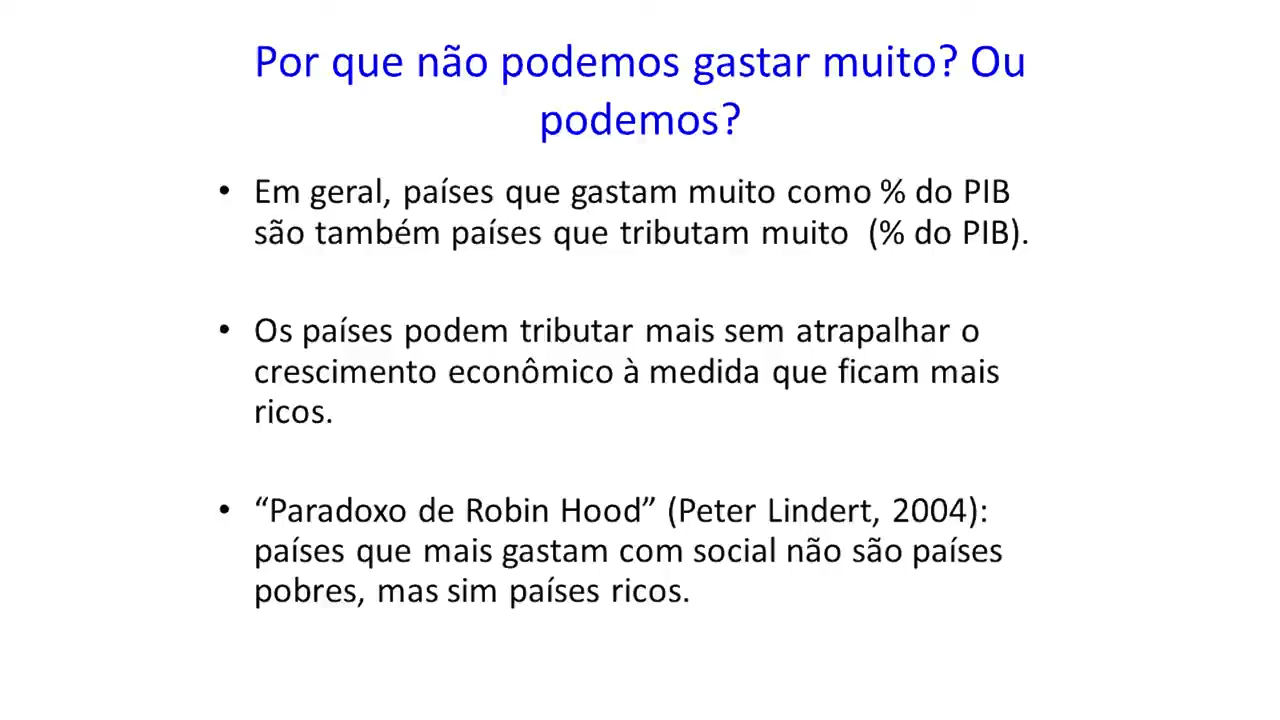 Por que não podemos gastar muito? Ou
podemos?
• Em geral, países que gastam muito como % do PIB
são também países que tributam muito (% do PIB).
• Os países podem tributar mais sem atrapalhar o
crescimento econômico à medida que ficam mais
ricos.
• “Paradoxo de Robin Hood” (Peter Lindert, 2004):
países que mais gastam com social não são países
pobres, mas sim países ricos.